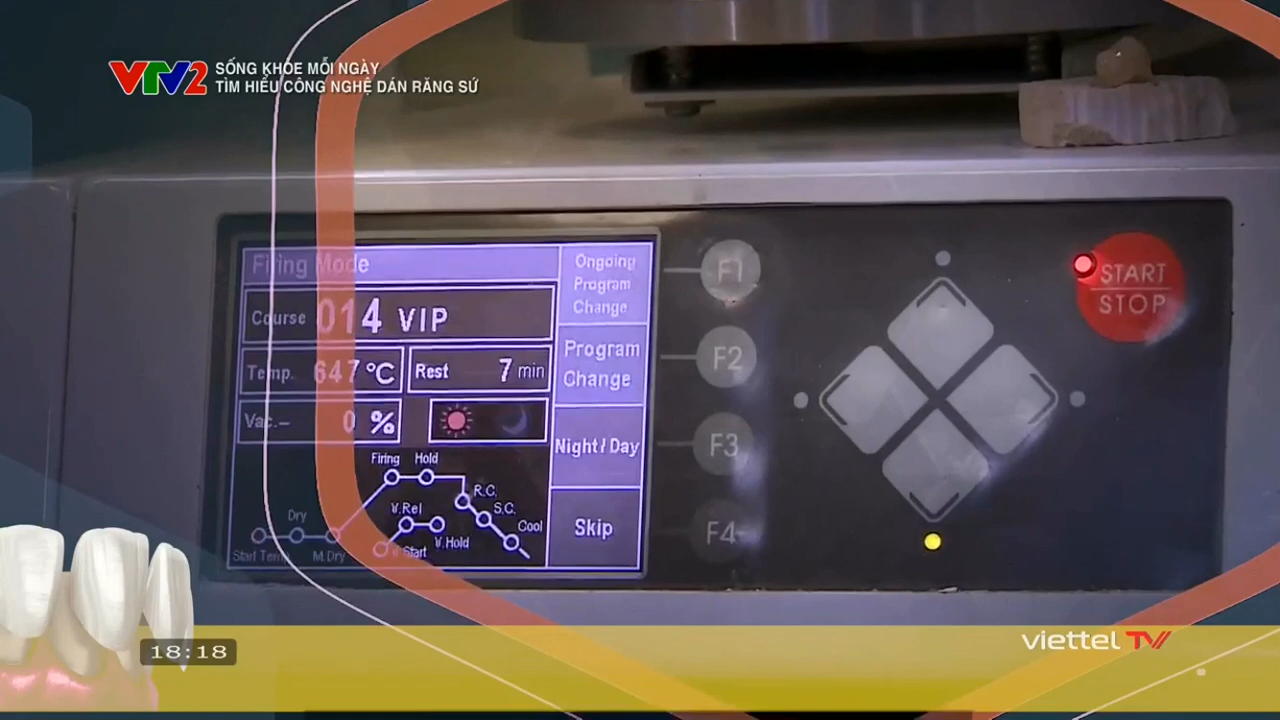 VTV2
SỐNG KHỎE MỖI NGÀY
TÌM HIỂU CÔNG NGHỆ DÁN RĂNG SỨ
Firing Mode
Course 014 VIP
Temp. 647 °C
Rest 7 min
Vac.- 0 %
Firing Hold
R.C.
S.C.
Cool
Dry
V.Rel
V.Hold
Start Temp.
M.Dry
V.Start
Ongoing
Program
Change
Program
Change
Night / Day
Skip
F1
F2
F3
F4
START
STOP
18:18
viettel TV